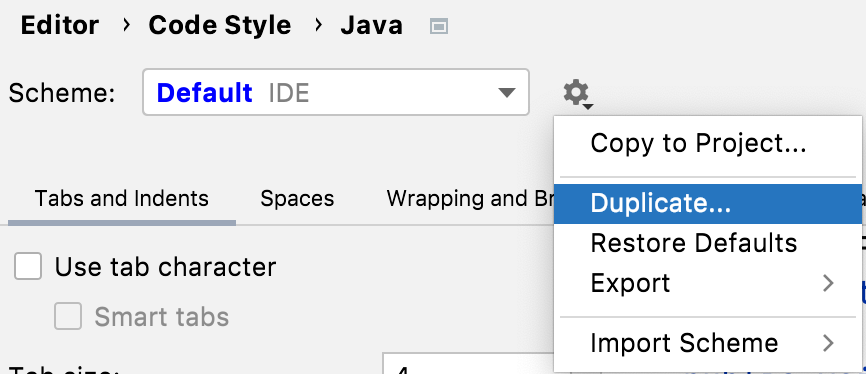 Editor › Code Style › Java
Scheme: Default IDE
Copy to Project...
Tabs and Indents Spaces Wrapping and Br
Duplicate...
Restore Defaults
Use tab character
Export
Smart tabs
Import Scheme
Tab size: 4